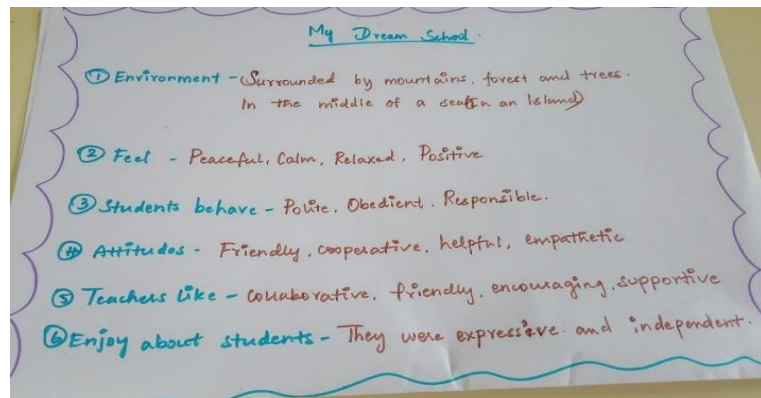 My Dream School.
① Environment - Surrounded by mountains, forest and trees.
In the middle of a sea (In an Island)
② Feel - Peaceful, Calm, Relaxed, Positive
③ Students behave - Polite, Obedient, Responsible.
④ Attitudes - Friendly, cooperative, helpful, empathetic
⑤ Teachers like - collaborative, friendly, encouraging, supportive
⑥ Enjoy about students - They were expressive and independent.